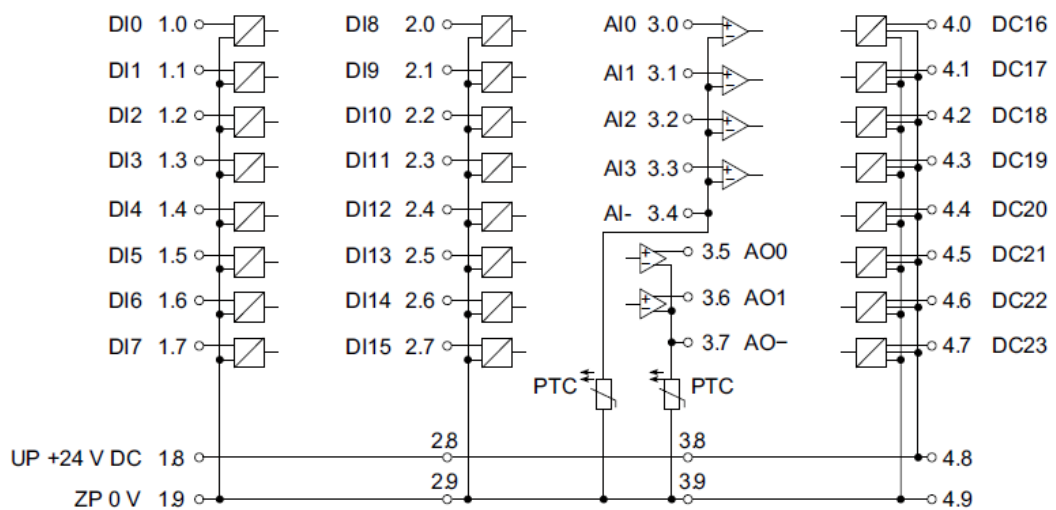 DI0 1.0 DI8 2.0 AI0 3.0 + − 4.0 DC16
DI1 1.1 DI9 2.1 AI1 3.1 + − 4.1 DC17
DI2 1.2 DI10 2.2 AI2 3.2 + − 4.2 DC18
DI3 1.3 DI11 2.3 AI3 3.3 + − 4.3 DC19
DI4 1.4 DI12 2.4 AI- 3.4 4.4 DC20
DI5 1.5 DI13 2.5 + − 3.5 AO0 4.5 DC21
DI6 1.6 DI14 2.6 + − 3.6 AO1 4.6 DC22
DI7 1.7 DI15 2.7 3.7 AO− 4.7 DC23
PTC PTC
UP +24 V DC 1.8 2.8 3.8 4.8
ZP 0 V 1.9 2.9 3.9 4.9